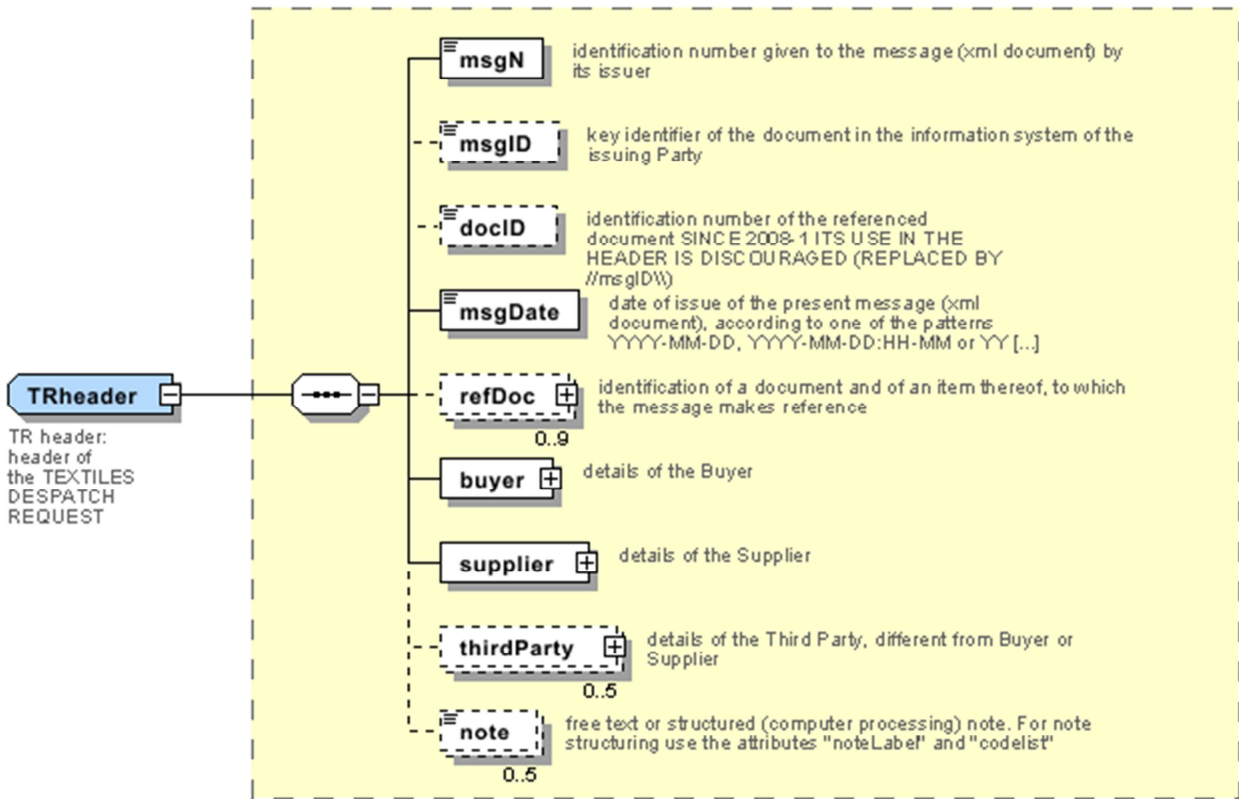 msgN
identification number given to the message (xml document) by
its issuer
msgID
key identifier of the document in the information system of the
issuing Party
docID
identification number of the referenced
document SINCE 2008-1 ITS USE IN THE
HEADER IS DISCOURAGED (REPLACED BY
//msgID\\)
msgDate
date of issue of the present message (xml
document), according to one of the patterns
YYYY-MM-DD, YYYY-MM-DD:HH-MM or YY [...]
TRheader
TR header:
header of
the TEXTILES
DESPATCH
REQUEST
refDoc
identification of a document and of an item thereof, to which
the message makes reference
0..9
buyer
details of the Buyer
supplier
details of the Supplier
thirdParty
details of the Third Party, different from Buyer or
Supplier
0..5
note
free text or structured (computer processing) note. For note
structuring use the attributes "noteLabel" and "codelist"
0..5